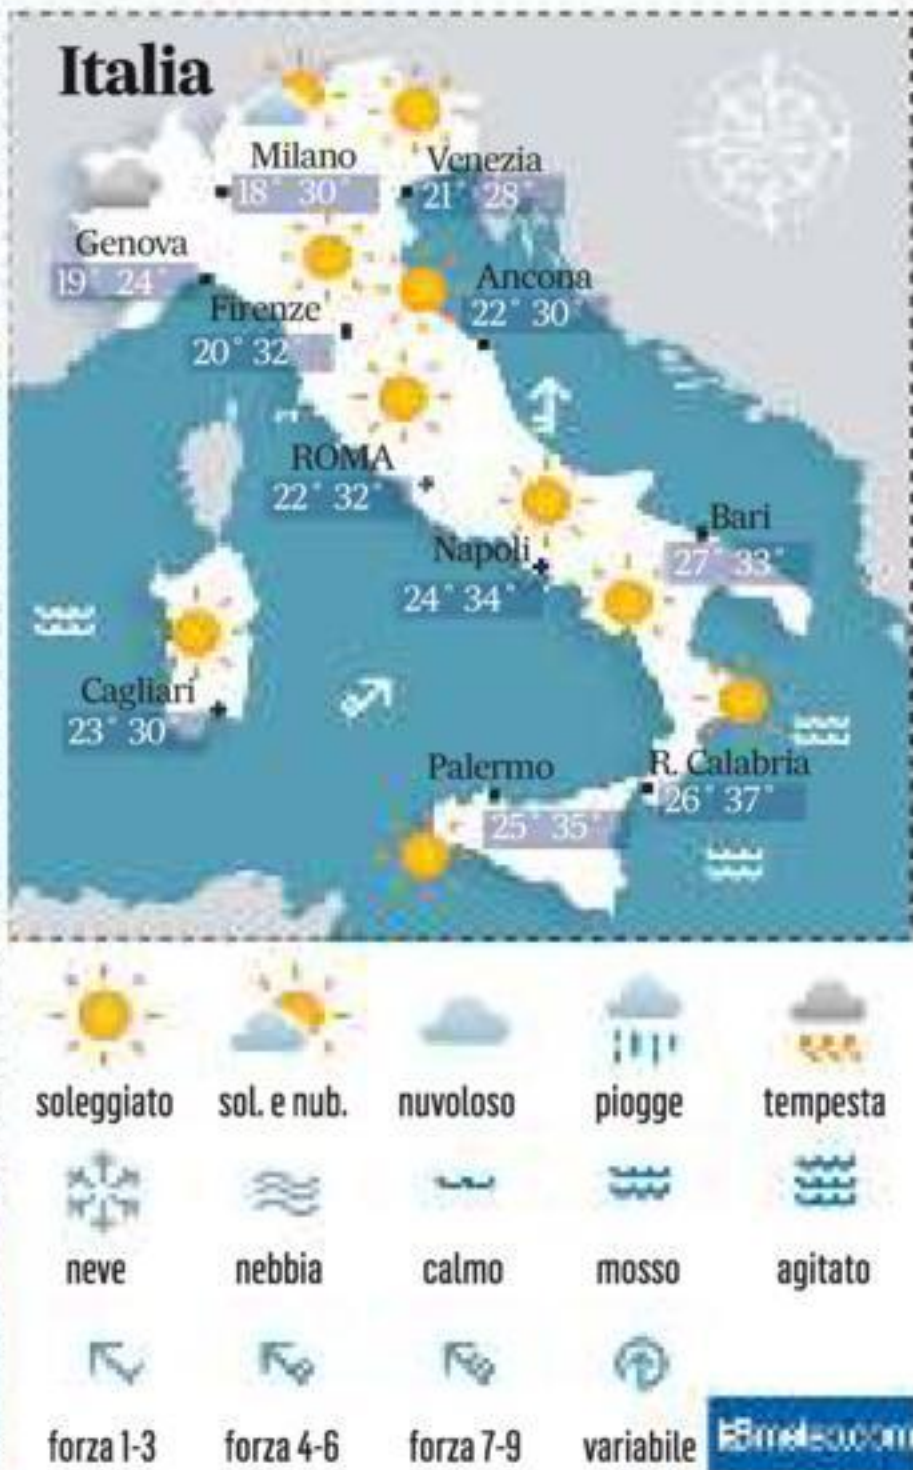 Italia
Milano
18° 30°
Venezia
21° 28°
Genova
19° 24°
Ancona
22° 30°
Firenze
20° 32°
ROMA
22° 32°
Bari
27° 33°
Napoli
24° 34°
Cagliari
23° 30°
Palermo
25° 35°
R. Calabria
26° 37°
soleggiato sol. e nub. nuvoloso piogge tempesta
neve nebbia calmo mosso agitato
forza 1-3 forza 4-6 forza 7-9 variabile